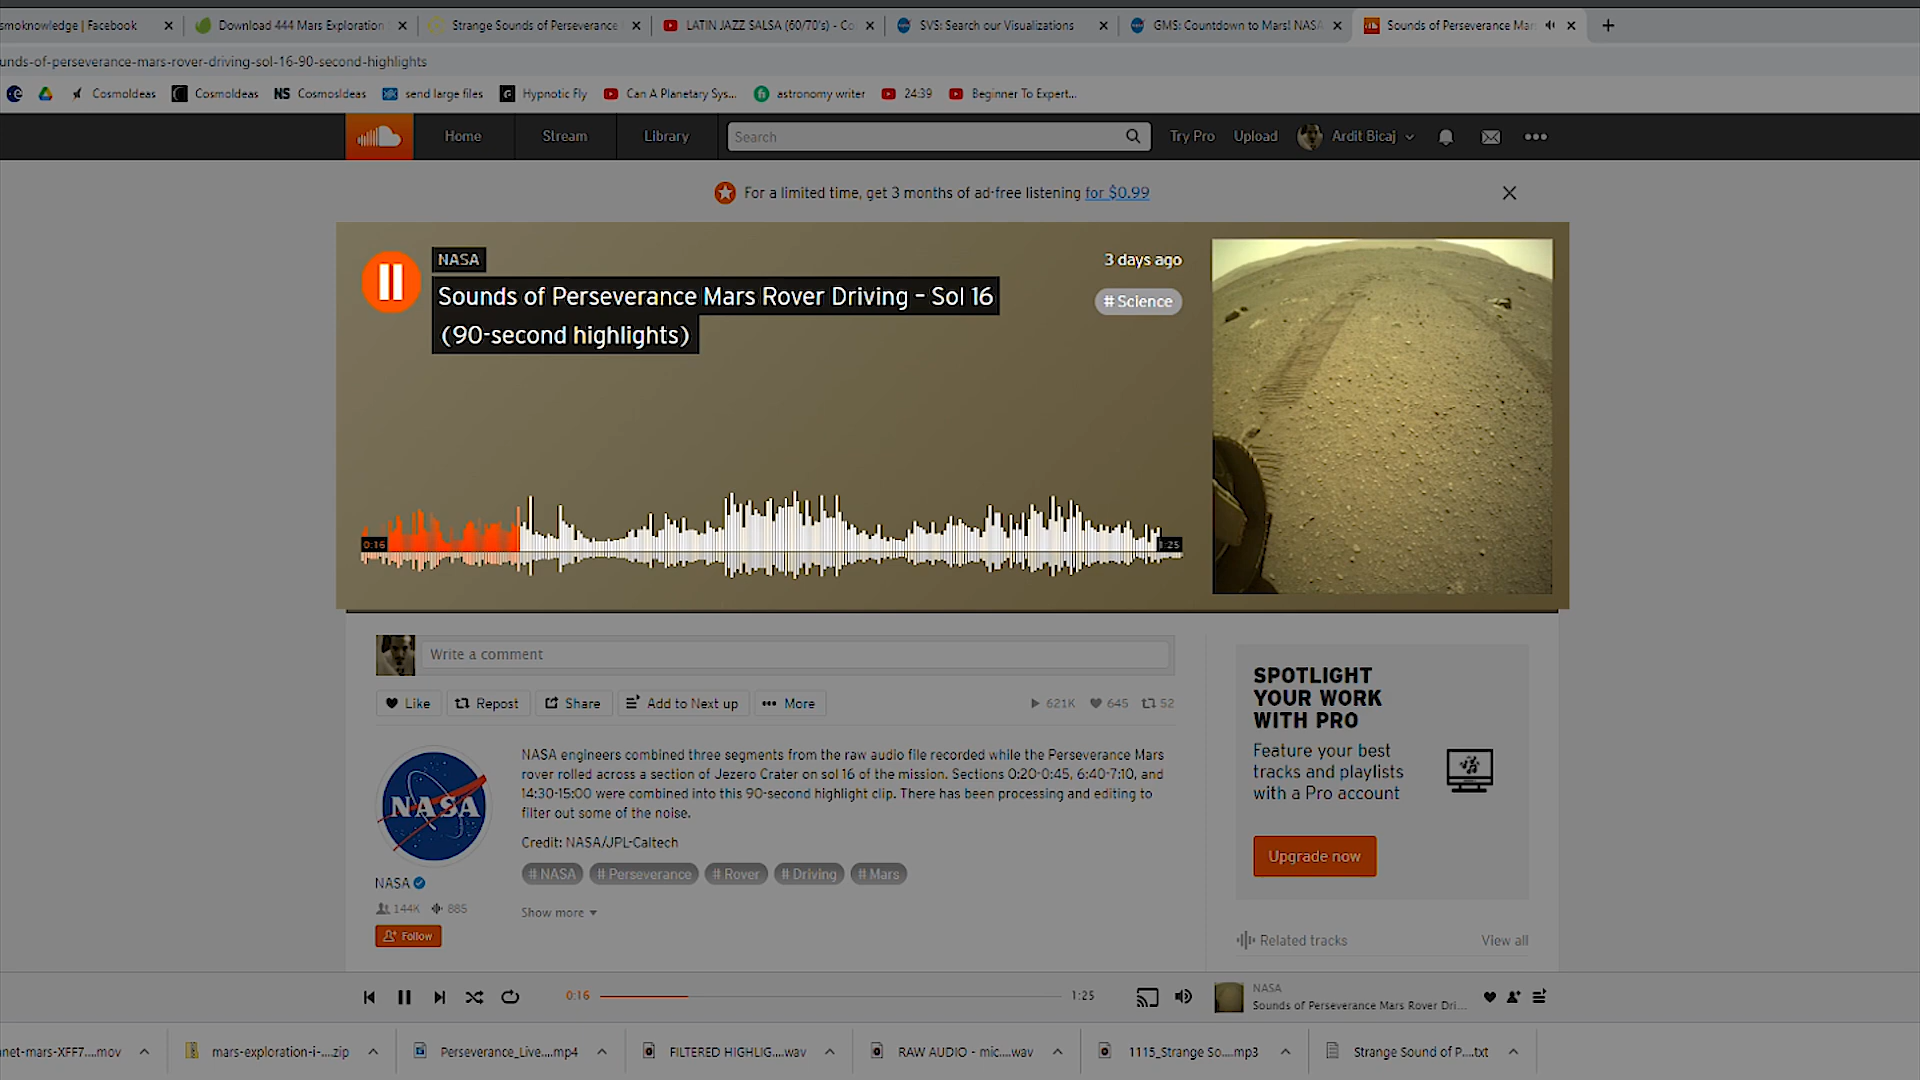 smoknowledge | Facebook
Download 444 Mars Exploration
Strange Sounds of Perseverance
LATIN JAZZ SALSA (60/70's) - Co
SVS: Search our Visualizations
GMS: Countdown to Mars! NASA
Sounds of Perseverance Mar
unds-of-perseverance-mars-rover-driving-sol-16-90-second-highlights
CosmoIdeas
CosmoIdeas
NS CosmosIdeas
send large files
Hypnotic Fly
Can A Planetary Sys...
astronomy writer
24:39
Beginner To Expert...
Home
Stream
Library
Search
Try Pro
Upload
Ardit Bicaj
For a limited time, get 3 months of ad-free listening for $0.99
NASA
3 days ago
Sounds of Perseverance Mars Rover Driving – Sol 16
(90-second highlights)
# Science
0:16
1:25
Write a comment
Like
Repost
Share
Add to Next up
More
621K
645
52
NASA engineers combined three segments from the raw audio file recorded while the Perseverance Mars
rover rolled across a section of Jezero Crater on sol 16 of the mission. Sections 0:20-0:45, 6:40-7:10, and
14:30-15:00 were combined into this 90-second highlight clip. There has been processing and editing to
filter out some of the noise.
Credit: NASA/JPL-Caltech
# NASA
# Perseverance
# Rover
# Driving
# Mars
Show more
NASA
NASA
144K
885
Follow
SPOTLIGHT
YOUR WORK
WITH PRO
Feature your best
tracks and playlists
with a Pro account
Upgrade now
Related tracks
View all
0:16
1:25
NASA
Sounds of Perseverance Mars Rover Dri...
net-mars-XFF7....mov
mars-exploration-i-....zip
Perseverance_Live....mp4
FILTERED HIGHLIG....wav
RAW AUDIO - mic....wav
1115_Strange So....mp3
Strange Sound of P....txt